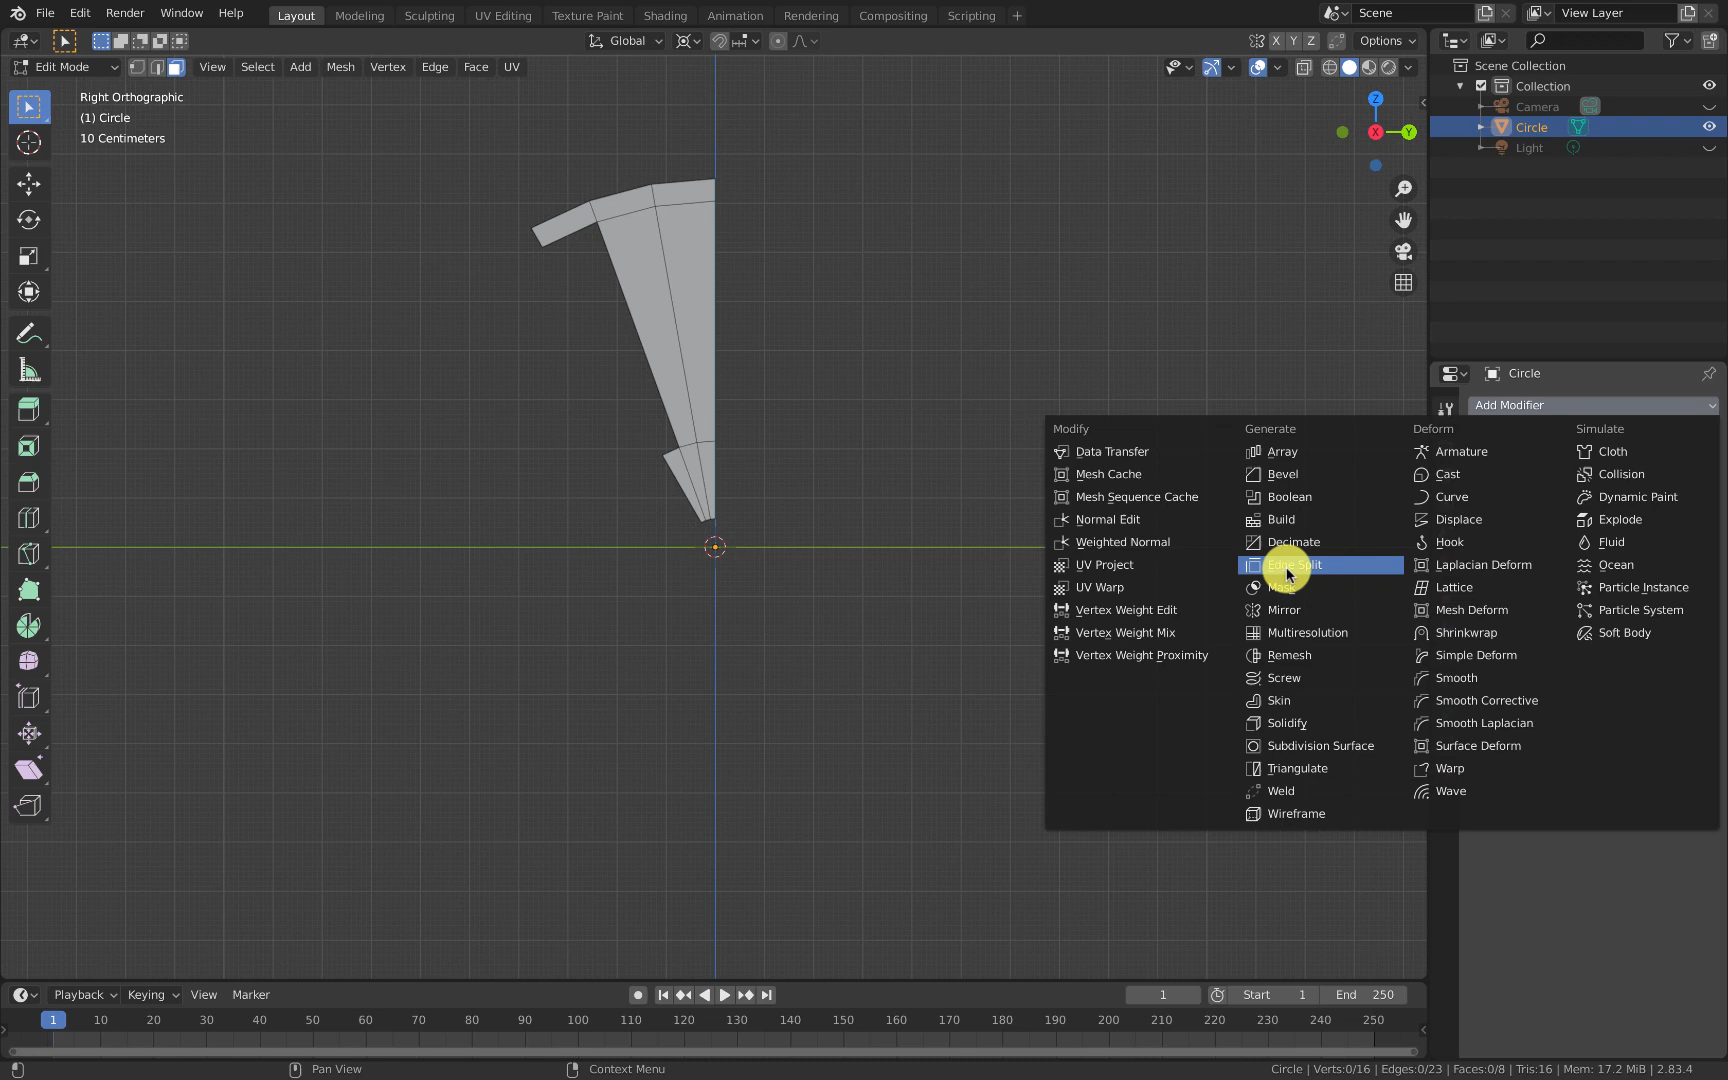 File Edit Render Window Help Layout Modeling Sculpting UV Editing Texture Paint Shading Animation Rendering Compositing Scripting + Scene View Layer
Global X Y Z Options
Edit Mode View Select Add Mesh Vertex Edge Face UV
Right Orthographic
(1) Circle
10 Centimeters
Z
X
Y
Scene Collection
Collection
Camera
Circle
Light
Circle
Add Modifier
Modify Generate Deform Simulate
Data Transfer Array Armature Cloth
Mesh Cache Bevel Cast Collision
Mesh Sequence Cache Boolean Curve Dynamic Paint
Normal Edit Build Displace Explode
Weighted Normal Decimate Hook Fluid
UV Project Edge Split Laplacian Deform Ocean
UV Warp Mask Lattice Particle Instance
Vertex Weight Edit Mirror Mesh Deform Particle System
Vertex Weight Mix Multiresolution Shrinkwrap Soft Body
Vertex Weight Proximity Remesh Simple Deform
Screw Smooth
Skin Smooth Corrective
Solidify Smooth Laplacian
Subdivision Surface Surface Deform
Triangulate Warp
Weld Wave
Wireframe
Playback Keying View Marker 1 Start 1 End 250
1 10 20 30 40 50 60 70 80 90 100 110 120 130 140 150 160 170 180 190 200 210 220 230 240 250
Pan View Context Menu Circle | Verts:0/16 | Edges:0/23 | Faces:0/8 | Tris:16 | Mem: 17.2 MiB | 2.83.4